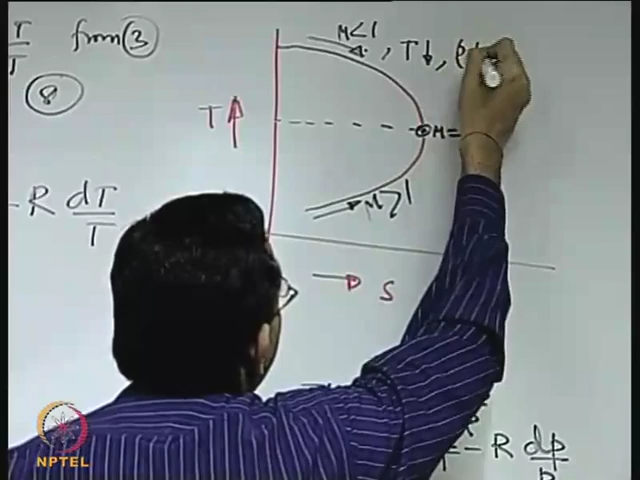 T/T from ③
⑧
- R dT/T
T
M<1, T↓,
M=
M>1
S
- R dp/p
NPTEL